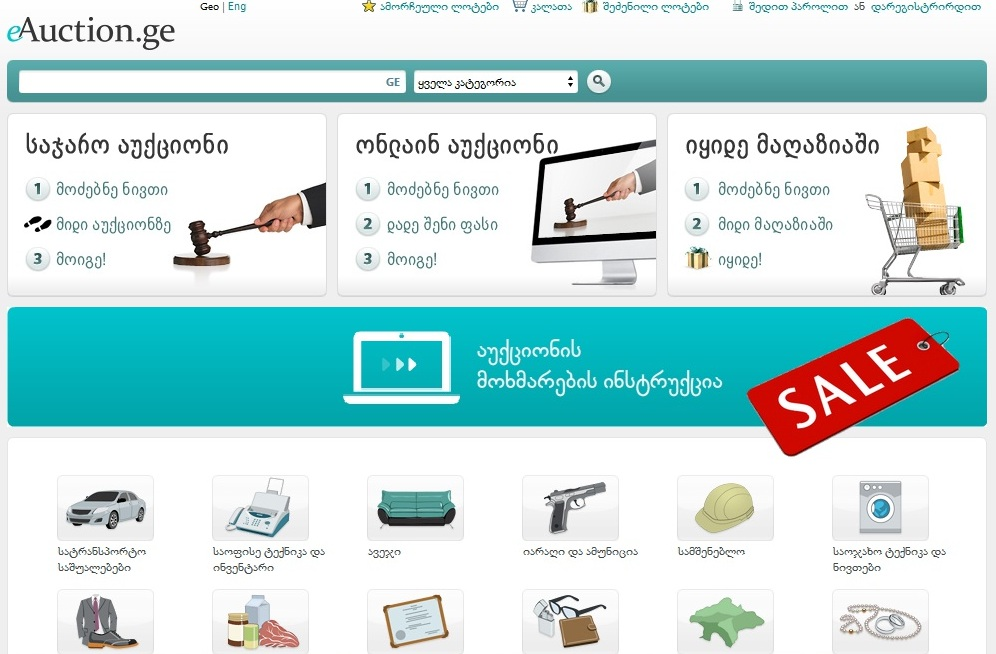 Geo | Eng
ამორჩეული ლოტები
კალათა
შეძენილი ლოტები
შედით პაროლით ან დარეგისტრირდით
eAuction.ge
GE
ყველა კატეგორია
საჯარო აუქციონი
1 მოძებნე ნივთი
მიდი აუქციონზე
3 მოიგე!
ონლაინ აუქციონი
1 მოძებნე ნივთი
2 დადე შენი ფასი
3 მოიგე!
იყიდე მაღაზიაში
1 მოძებნე ნივთი
2 მიდი მაღაზიაში
იყიდე!
აუქციონის
მოხმარების ინსტრუქცია
SALE
სატრანსპორტო
საშუალებები
საოფისე ტექნიკა და
ინვენტარი
ავეჯი
იარაღი და ამუნიცია
სამშენებლო
საოჯახო ტექნიკა და
ნივთები